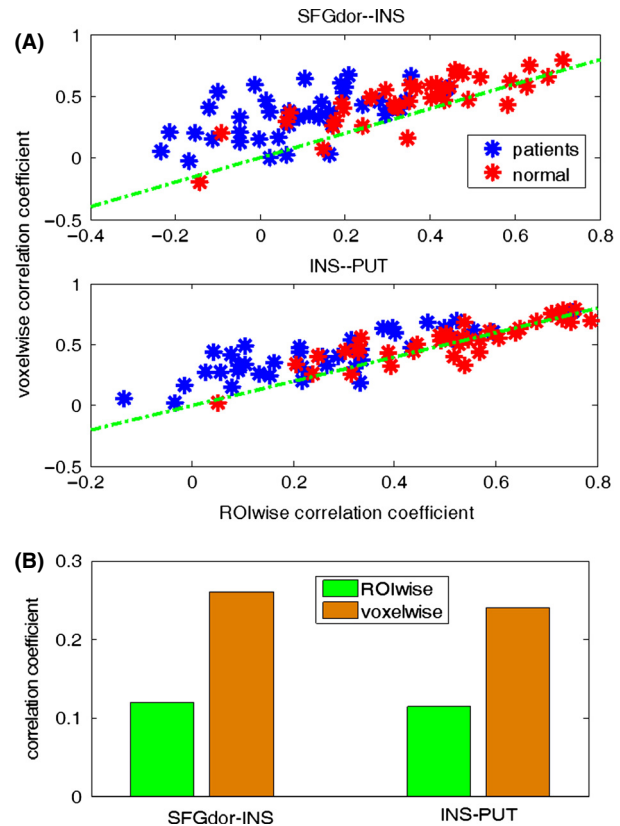 SFGdor--INS
(A)
1
0.5
0
−0.5
−0.4 −0.2 0 0.2 0.4 0.6 0.8
patients
normal
INS--PUT
voxelwise correlation coefficient
1
0.5
0
−0.5
−0.2 0 0.2 0.4 0.6 0.8
ROIwise correlation coefficient
(B)
0.3
0.2
0.1
0
correlation coefficient
ROIwise
voxelwise
SFGdor-INS INS-PUT